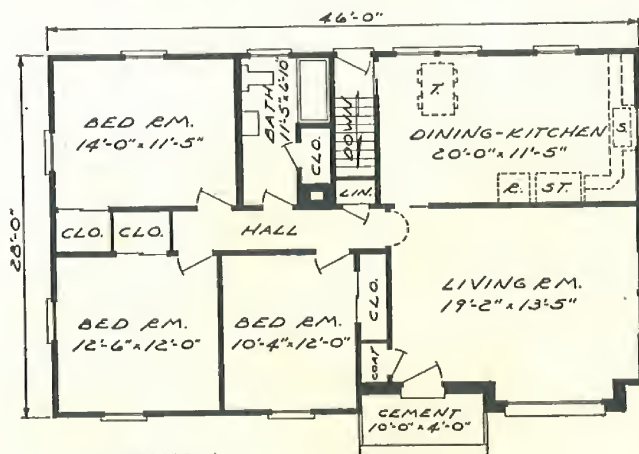 46'-0"
28'-0"
BED RM.
14'-0" x 11'-5"
BATH
11'-5" x 6'-10"
CLO.
DOWN
LIN.
T.
DINING-KITCHEN
20'-0" x 11'-5"
S.
R.
ST.
CLO.
CLO.
HALL
BED RM.
12'-6" x 12'-0"
BED RM.
10'-4" x 12'-0"
CLO.
COAT
LIVING RM.
19'-2" x 13'-5"
CEMENT
10'-0" x 4'-0"